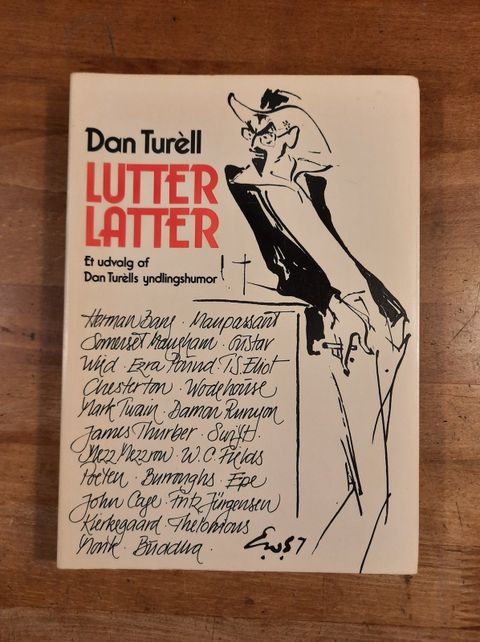 Dan Turèll
LUTTER
LATTER
Et udvalg af
Dan Turèlls yndlingshumor
Herman Bang · Maupassant
Somerset Maugham · Gustav
Wied · Ezra Pound · T.S. Eliot
Chesterton · Wodehouse
Mark Twain · Damon Runyon
James Thurber · Swift ·
Mezz Mezzrow · W.C. Fields
Burroughs · Epe
John Cage · Fritz Jürgensen
Kierkegaard · Thelonious
Monk · Buddha ·